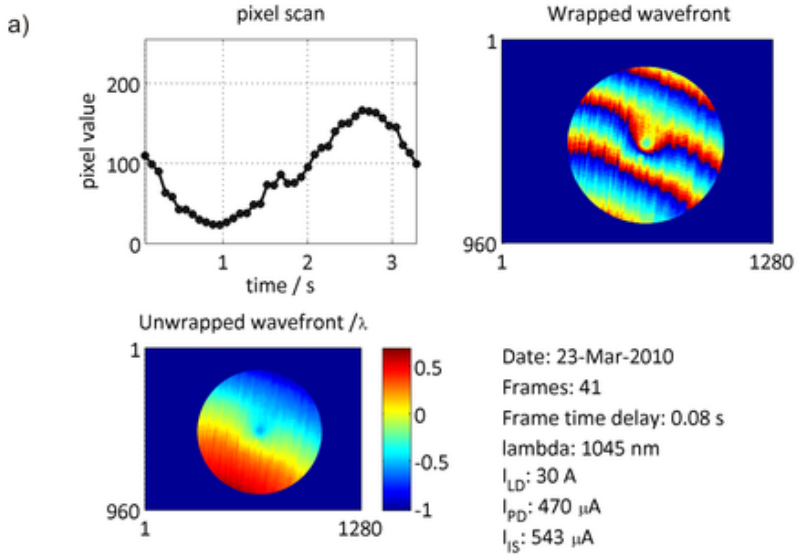 a)
pixel scan
Wrapped wavefront
pixel value
200
100
0
1
2
3
time / s
1
960
1
1280
Unwrapped wavefront /λ
1
960
1
1280
0.5
0
-0.5
-1
Date: 23-Mar-2010
Frames: 41
Frame time delay: 0.08 s
lambda: 1045 nm
I_LD: 30 A
I_PD: 470 μA
I_IS: 543 μA